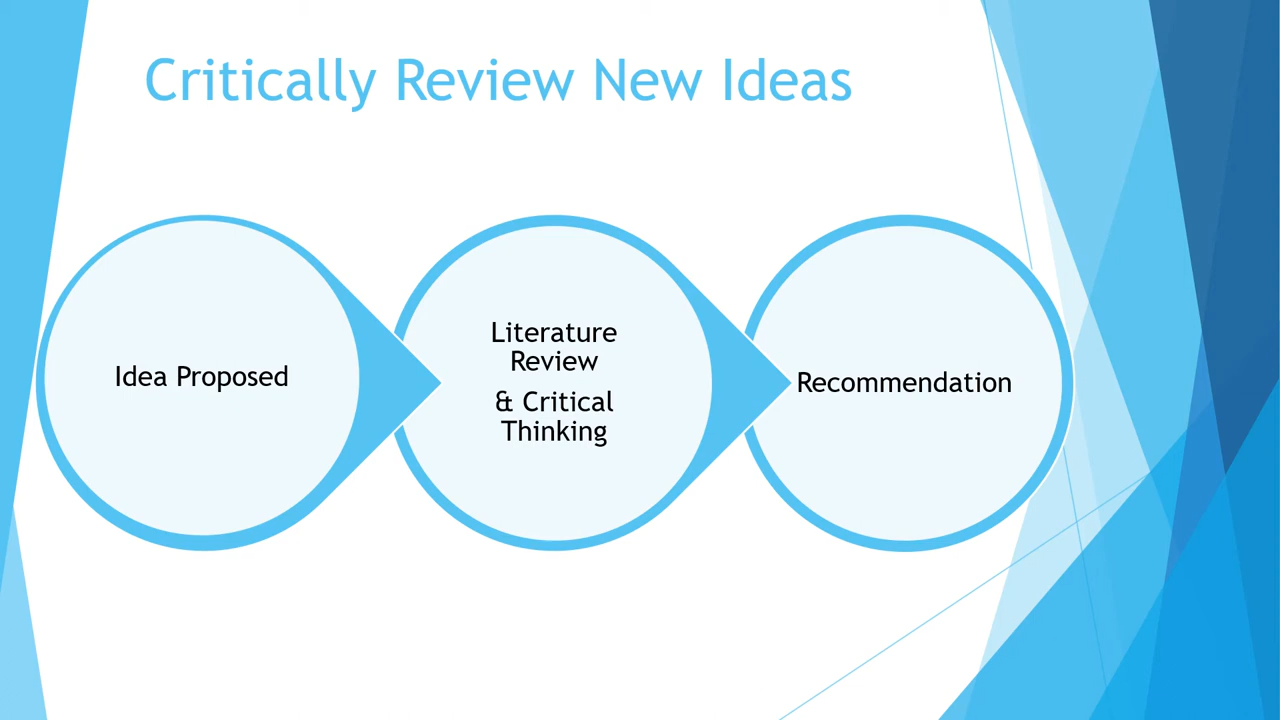 Critically Review New Ideas
Idea Proposed
Literature
Review
& Critical
Thinking
Recommendation